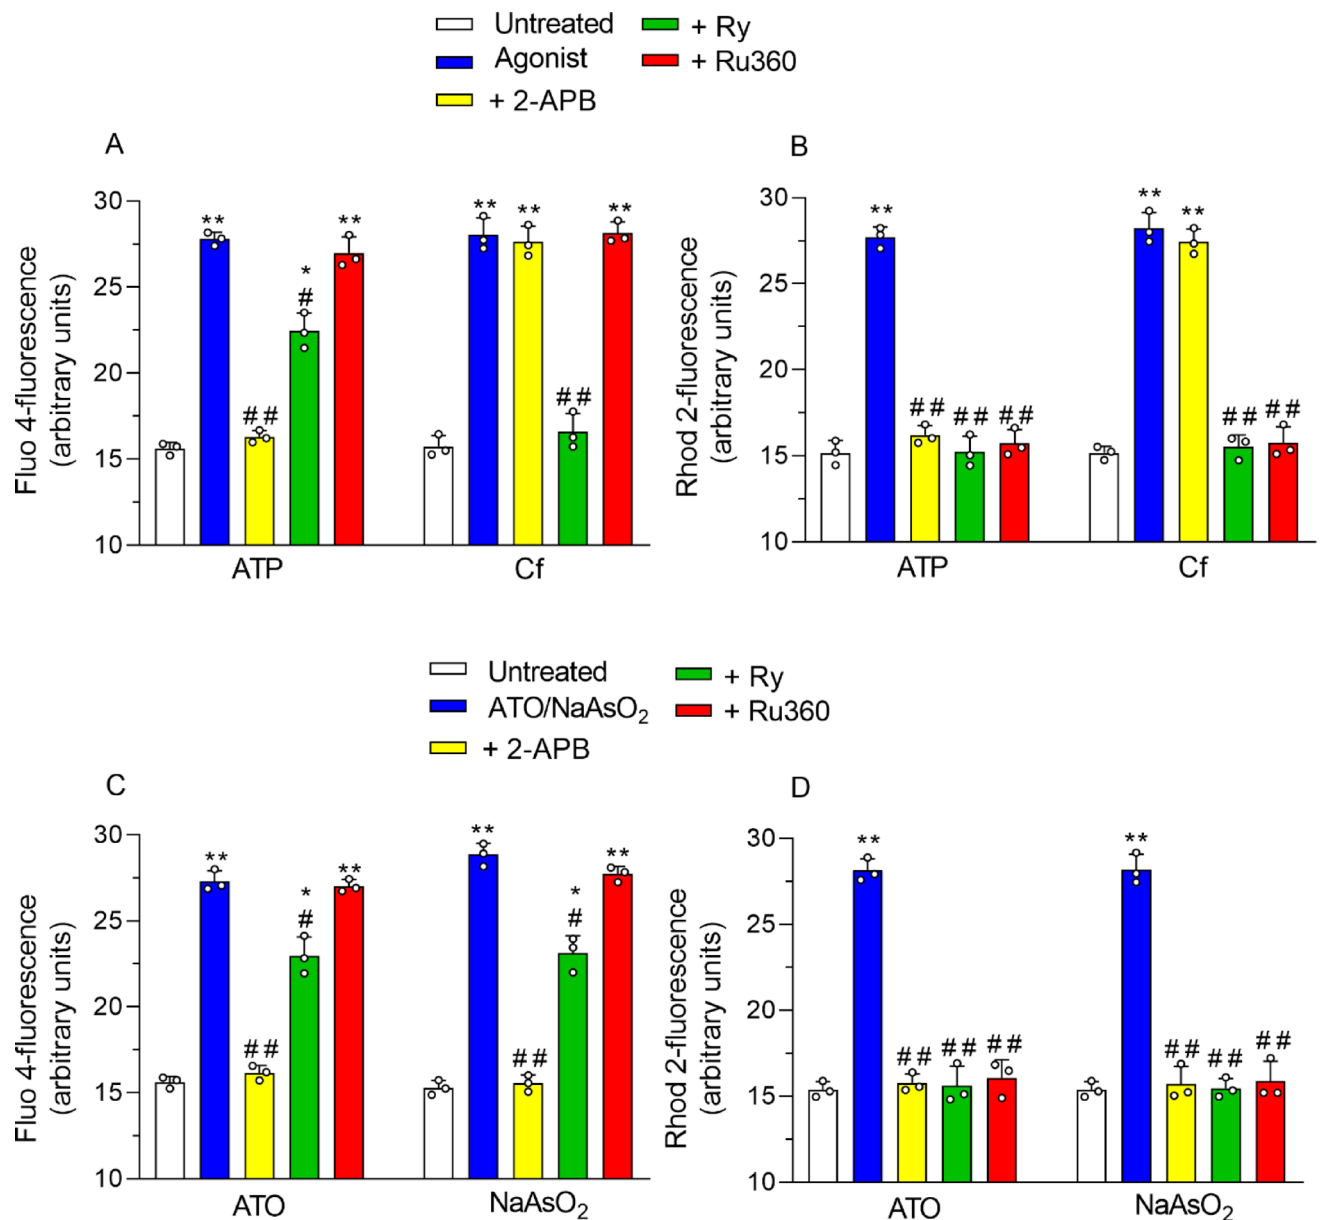 Untreated
+ Ry
Agonist
+ Ru360
+ 2-APB
A
Fluo 4-fluorescence
(arbitrary units)
30
25
20
15
10
**
##
*
#
**
**
**
##
**
ATP
Cf
B
Rhod 2-fluorescence
(arbitrary units)
30
25
20
15
10
**
##
##
##
**
**
##
##
ATP
Cf
Untreated
+ Ry
ATO/NaAsO₂
+ Ru360
+ 2-APB
C
Fluo 4-fluorescence
(arbitrary units)
30
25
20
15
10
**
##
*
#
**
**
##
*
#
**
ATO
NaAsO₂
D
Rhod 2-fluorescence
(arbitrary units)
30
25
20
15
10
**
##
##
##
**
##
##
##
ATO
NaAsO₂